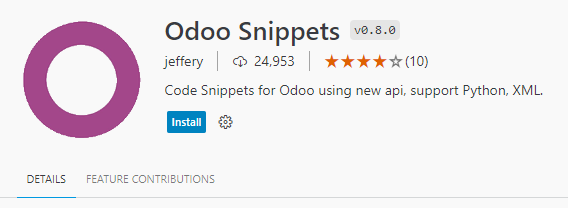 Odoo Snippets v0.8.0
jeffery 24,953 (10)
Code Snippets for Odoo using new api, support Python, XML.
Install
DETAILS FEATURE CONTRIBUTIONS